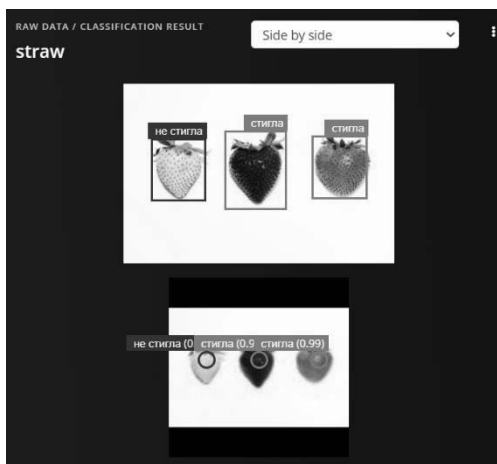 RAW DATA / CLASSIFICATION RESULT
straw
Side by side
не стигла
стигла
стигла
не стигла (0
стигла (0.9
стигла (0.99)